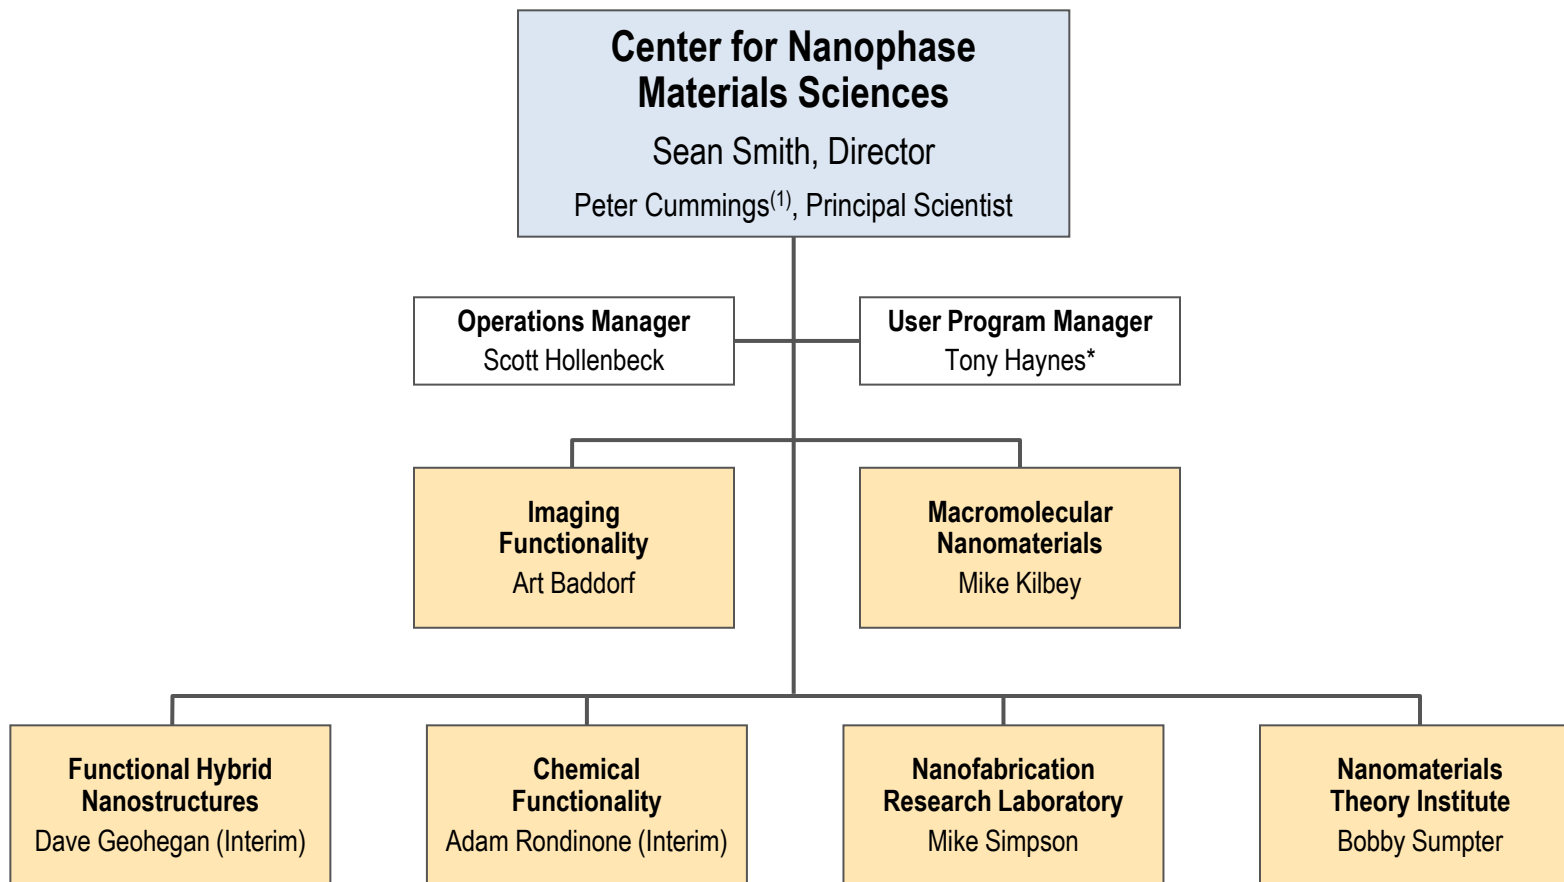 Center for Nanophase
Materials Sciences
Sean Smith, Director
Peter Cummings(1), Principal Scientist
Operations Manager
Scott Hollenbeck
User Program Manager
Tony Haynes*
Imaging
Functionality
Art Baddorf
Macromolecular
Nanomaterials
Mike Kilbey
Functional Hybrid
Nanostructures
Dave Geohegan (Interim)
Chemical
Functionality
Adam Rondinone (Interim)
Nanofabrication
Research Laboratory
Mike Simpson
Nanomaterials
Theory Institute
Bobby Sumpter